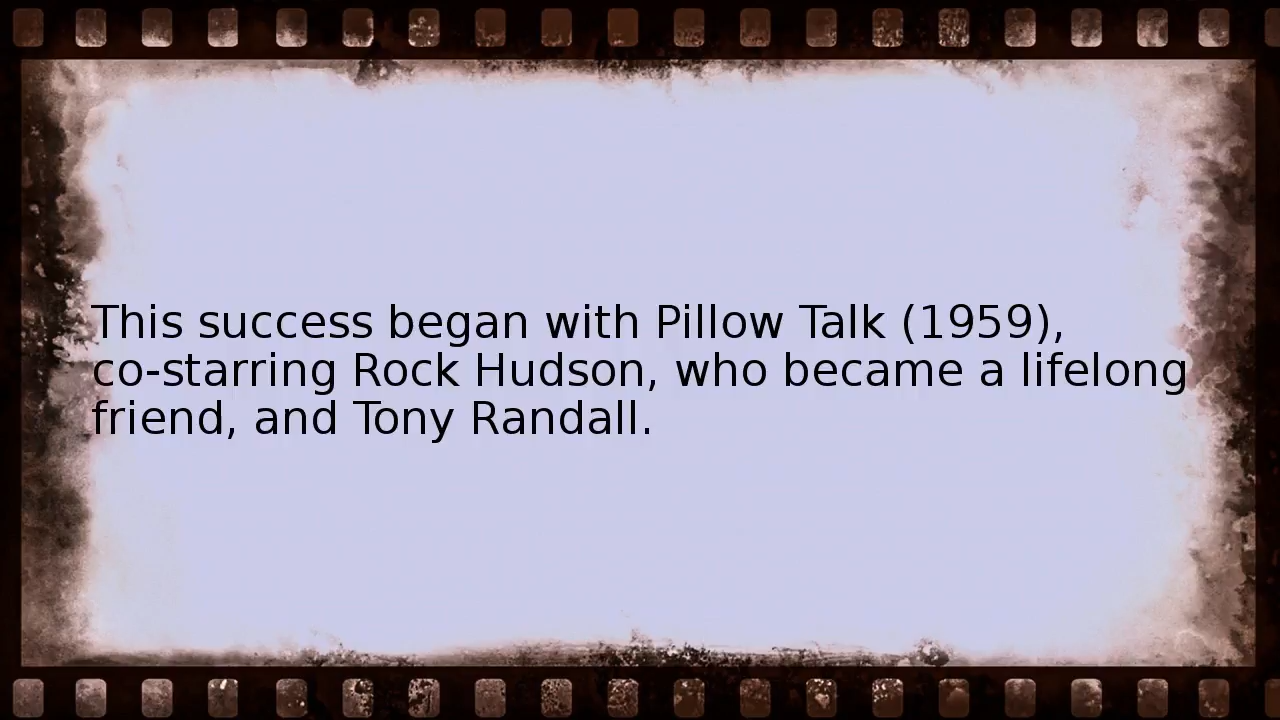 This success began with Pillow Talk (1959),
co-starring Rock Hudson, who became a lifelong
friend, and Tony Randall.